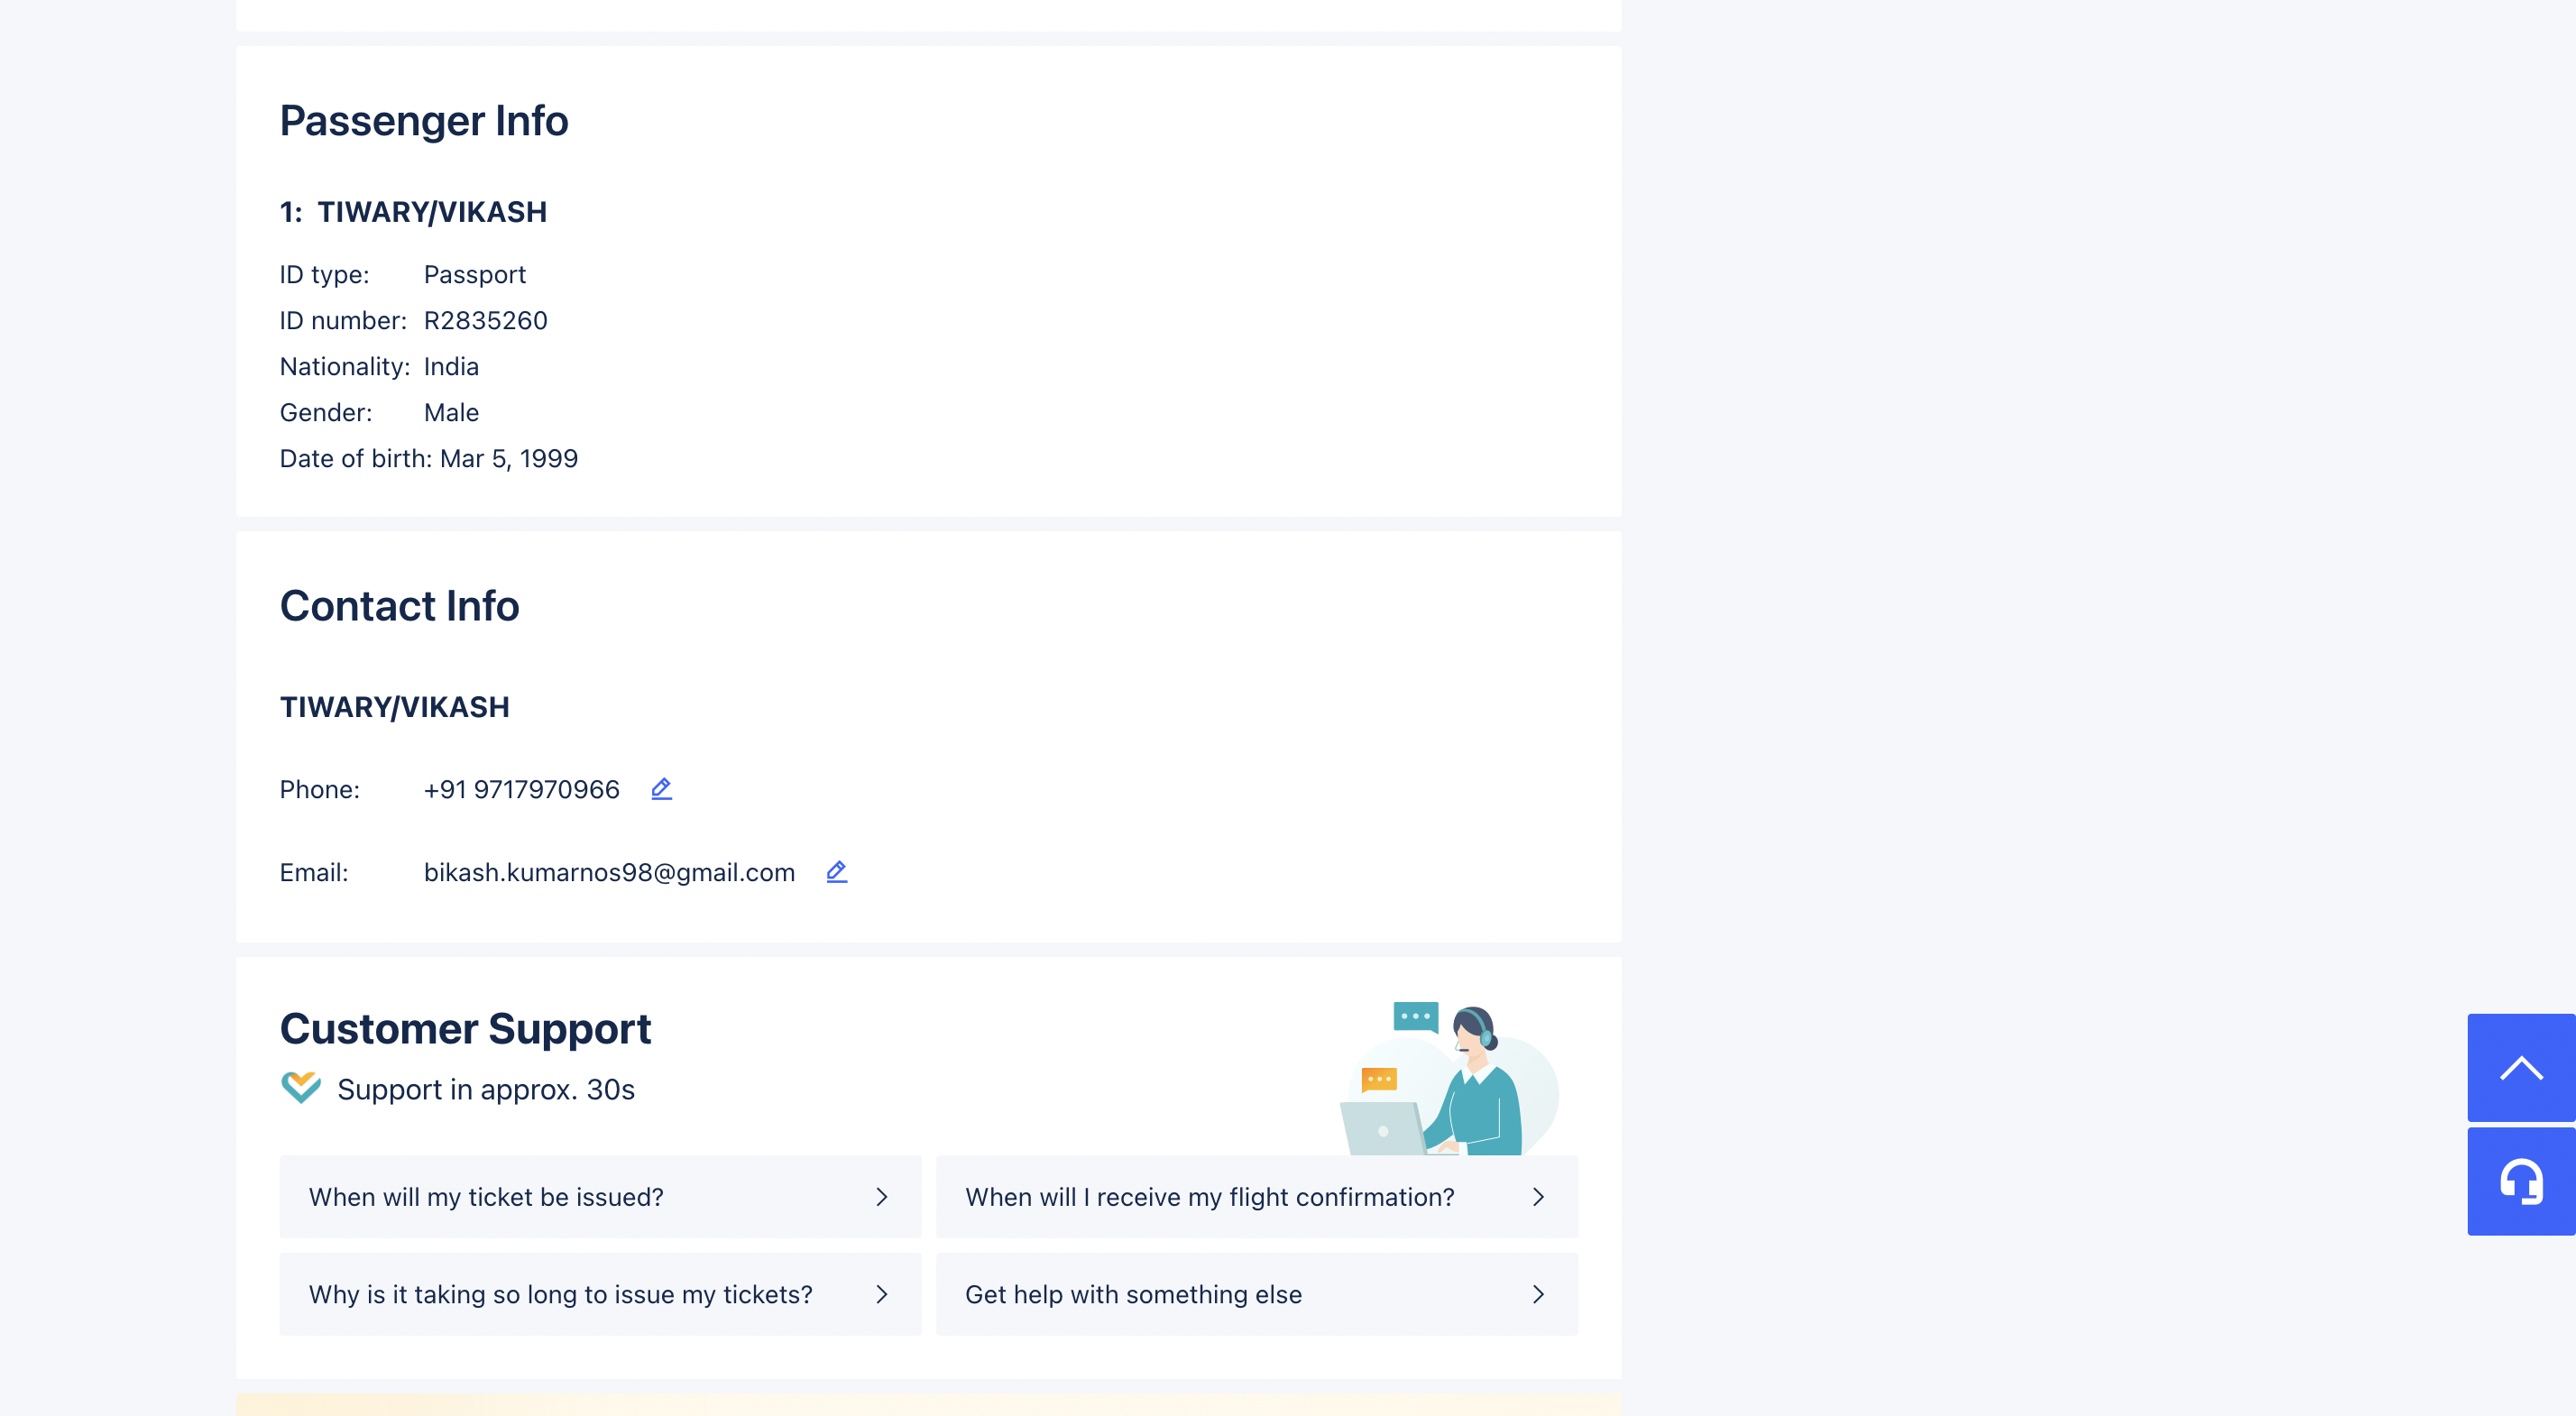 Passenger Info
1: TIWARY/VIKASH
ID type: Passport
ID number: R2835260
Nationality: India
Gender: Male
Date of birth: Mar 5, 1999
Contact Info
TIWARY/VIKASH
Phone: +91 9717970966
Email: bikash.kumarnos98@gmail.com
Customer Support
Support in approx. 30s
When will my ticket be issued?
When will I receive my flight confirmation?
Why is it taking so long to issue my tickets?
Get help with something else